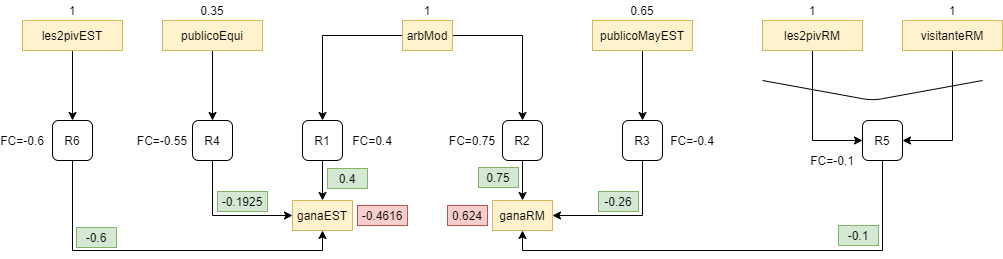 1 0.35 1 0.65 1 1
les2pivEST publicoEqui arbMod publicoMayEST les2pivRM visitanteRM
FC=-0.6 R6 FC=-0.55 R4 R1 FC=0.4 FC=0.75 R2 R3 FC=-0.4 FC=-0.1 R5
0.4 0.75
-0.1925 -0.26
ganaEST -0.4616 0.624 ganaRM
-0.6 -0.1